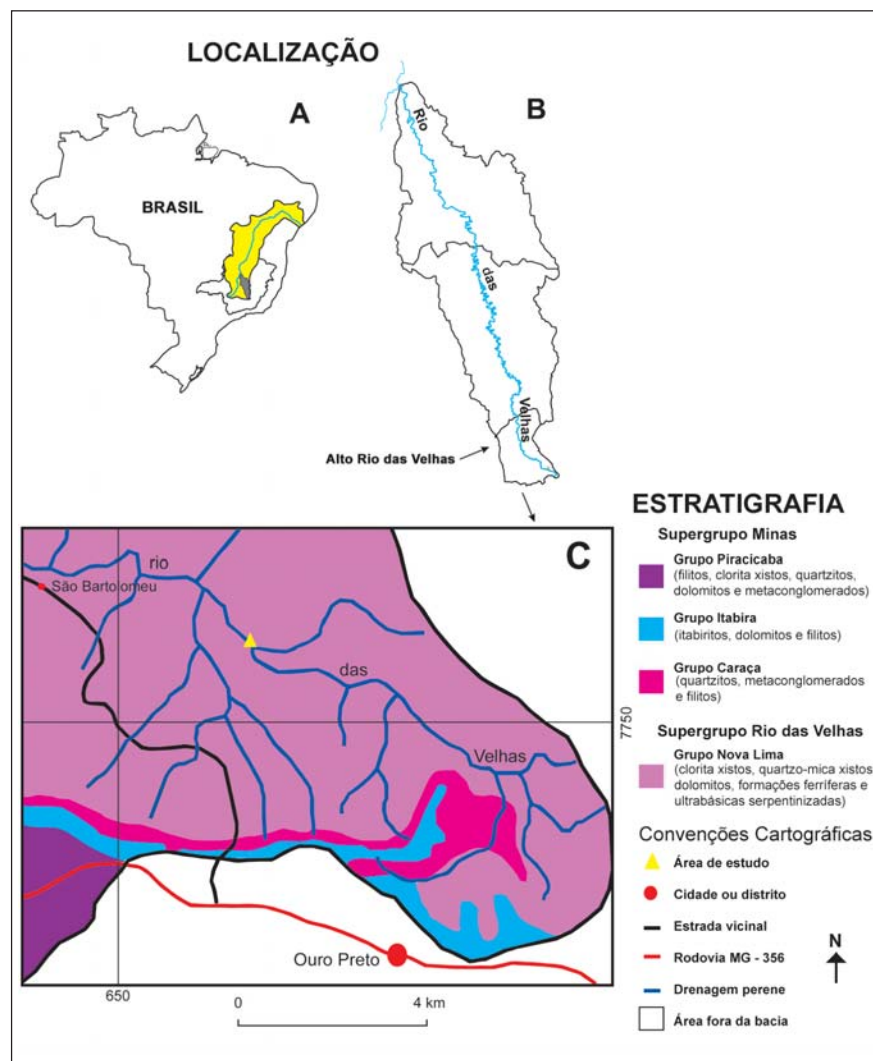 LOCALIZAÇÃO
A
BRASIL
B
Rio
das
Velhas
Alto Rio das Velhas
C
rio
São Bartolomeu
das
Velhas
Ouro Preto
7750
650
0
4 km
ESTRATIGRAFIA
Supergrupo Minas
Grupo Piracicaba
(filitos, clorita xistos, quartzitos,
dolomitos e metaconglomerados)
Grupo Itabira
(itabiritos, dolomitos e filitos)
Grupo Caraça
(quartzitos, metaconglomerados
e filitos)
Supergrupo Rio das Velhas
Grupo Nova Lima
(clorita xistos, quartzo-mica xistos
dolomitos, formações ferríferas e
ultrabásicas serpentinizadas)
Convenções Cartográficas
Área de estudo
Cidade ou distrito
Estrada vicinal
Rodovia MG - 356
Drenagem perene
Área fora da bacia
N